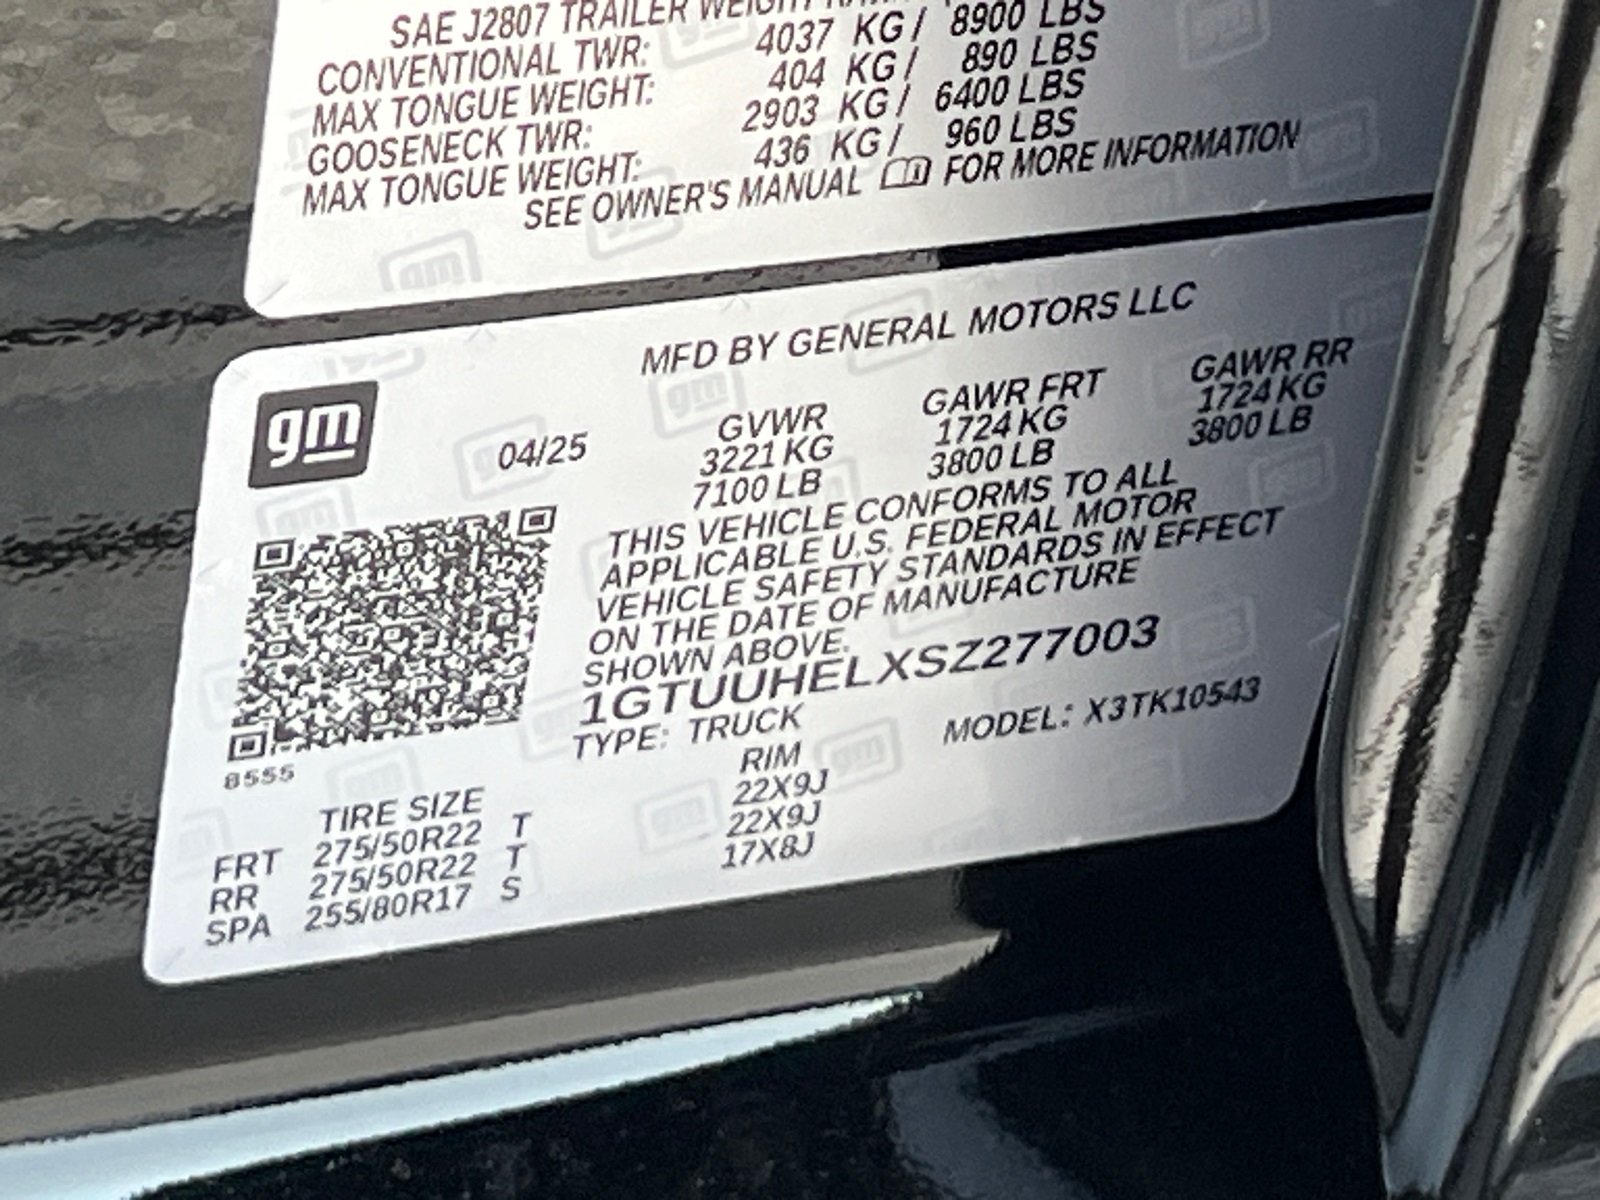 SAE J2807 TRAILER WEIGHT
CONVENTIONAL TWR: 4037 KG / 8900 LBS
MAX TONGUE WEIGHT: 404 KG / 890 LBS
GOOSENECK TWR: 2903 KG / 6400 LBS
MAX TONGUE WEIGHT: 436 KG / 960 LBS
SEE OWNER'S MANUAL FOR MORE INFORMATION
MFD BY GENERAL MOTORS LLC
gm
04/25
GVWR GAWR FRT GAWR RR
3221 KG 1724 KG 1724 KG
7100 LB 3800 LB 3800 LB
THIS VEHICLE CONFORMS TO ALL
APPLICABLE U.S. FEDERAL MOTOR
VEHICLE SAFETY STANDARDS IN EFFECT
ON THE DATE OF MANUFACTURE
SHOWN ABOVE.
1GTUUHELXSZ277003
TYPE: TRUCK MODEL: X3TK10543
8555
TIRE SIZE RIM
FRT 275/50R22 T 22X9J
RR 275/50R22 T 22X9J
SPA 255/80R17 S 17X8J